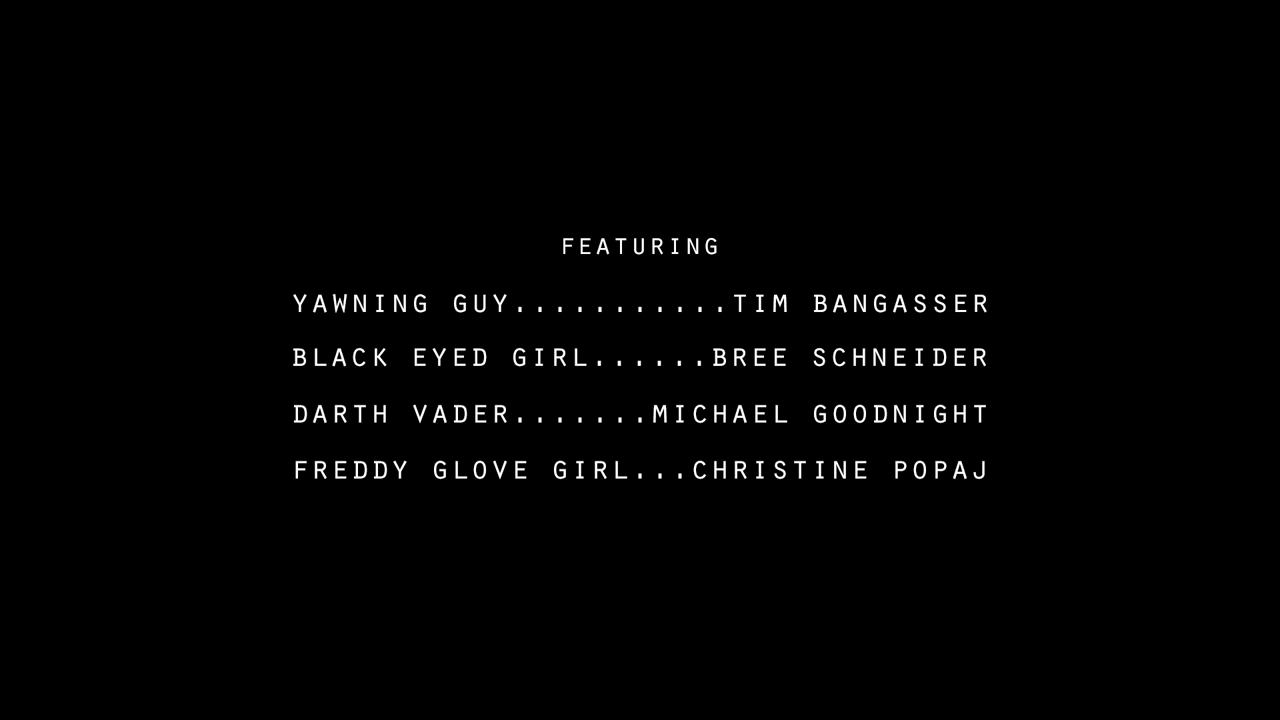 FEATURING
YAWNING GUY...........TIM BANGASSER
BLACK EYED GIRL......BREE SCHNEIDER
DARTH VADER.......MICHAEL GOODNIGHT
FREDDY GLOVE GIRL...CHRISTINE POPAJ